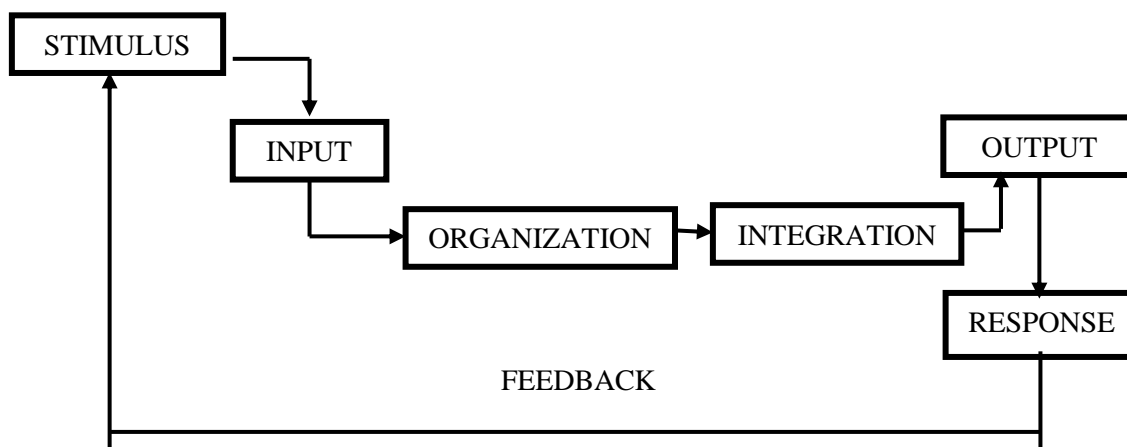 STIMULUS
INPUT
OUTPUT
ORGANIZATION
INTEGRATION
RESPONSE
FEEDBACK